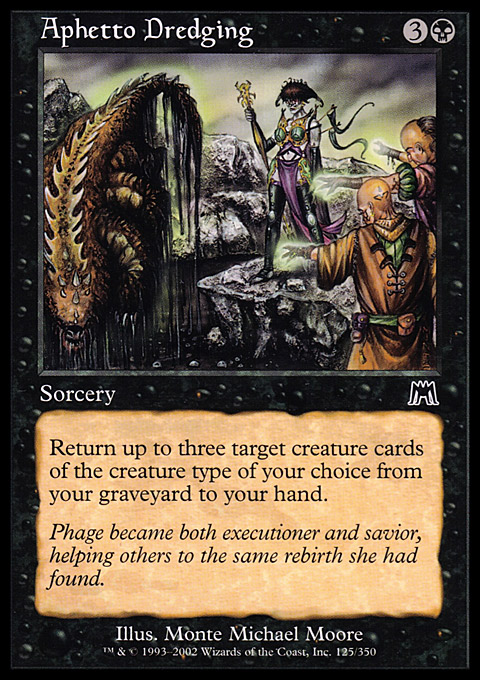 Aphetto Dredging 3
Sorcery
Return up to three target creature cards
of the creature type of your choice from
your graveyard to your hand.
Phage became both executioner and savior,
helping others to the same rebirth she had
found.
Illus. Monte Michael Moore
™ & © 1993–2002 Wizards of the Coast, Inc. 125/350